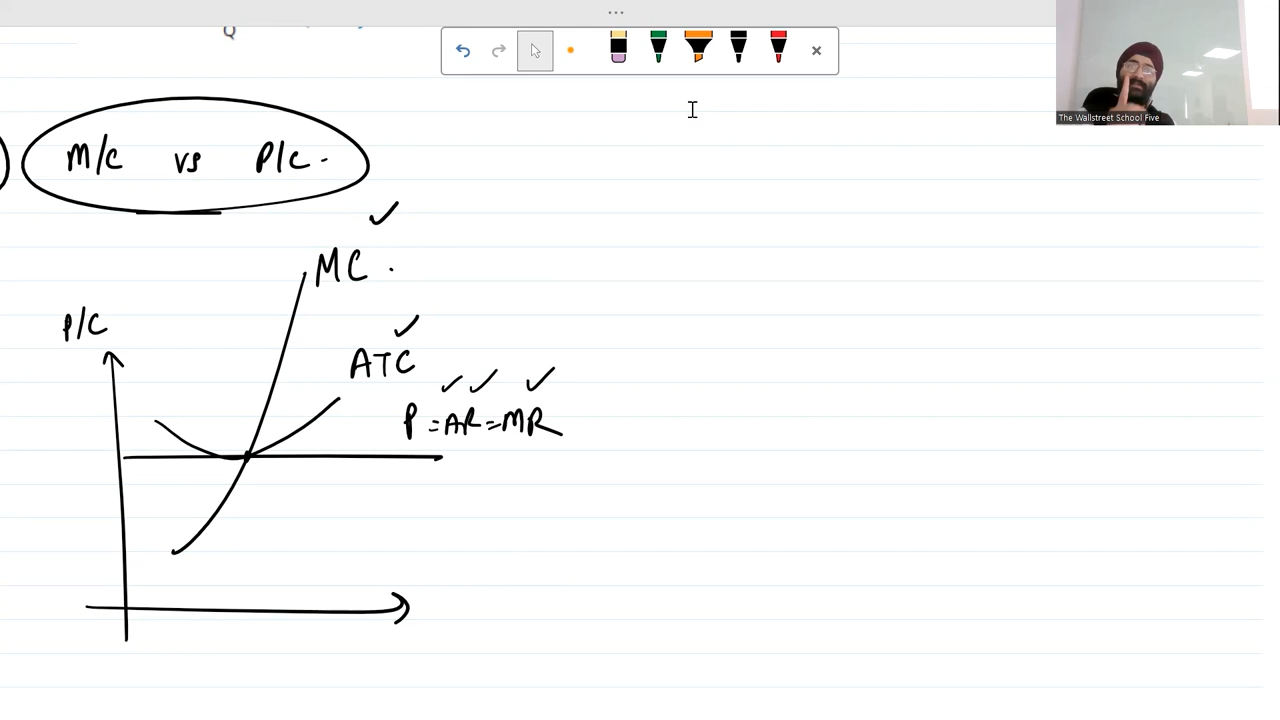 Q
The Wallstreet School Five
M/C vs P/C.
MC.
P/C
ATC
P = AR = MR